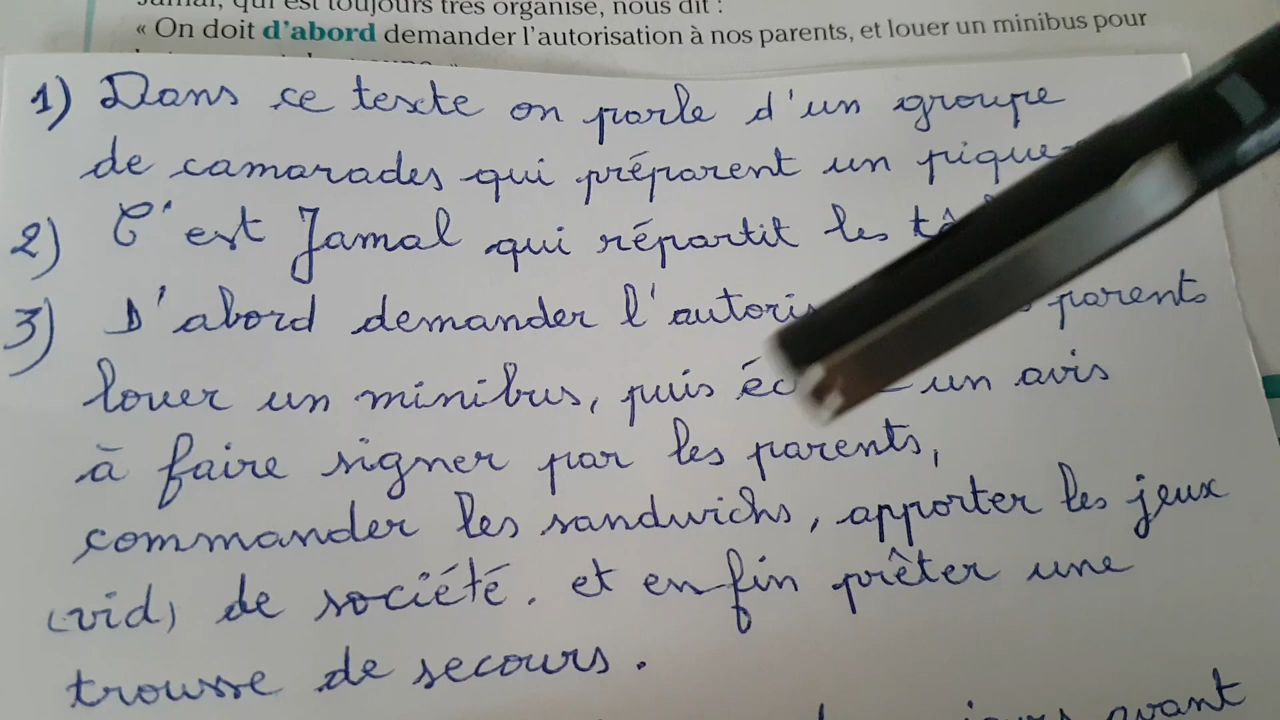 Jamal, qui est toujours très organisé, nous dit :
« On doit d'abord demander l'autorisation à nos parents, et louer un minibus pour
1) Dans ce texte on parle d'un groupe
de camarades qui préparent un pique-
2) C'est Jamal qui répartit les
3) D'abord demander l' parents
louer un minibus, puis un avis
à faire signer par les parents,
commander les sandwichs, apporter les jeux
(vid) de société. et enfin prêter une
trousse de secours.
avant